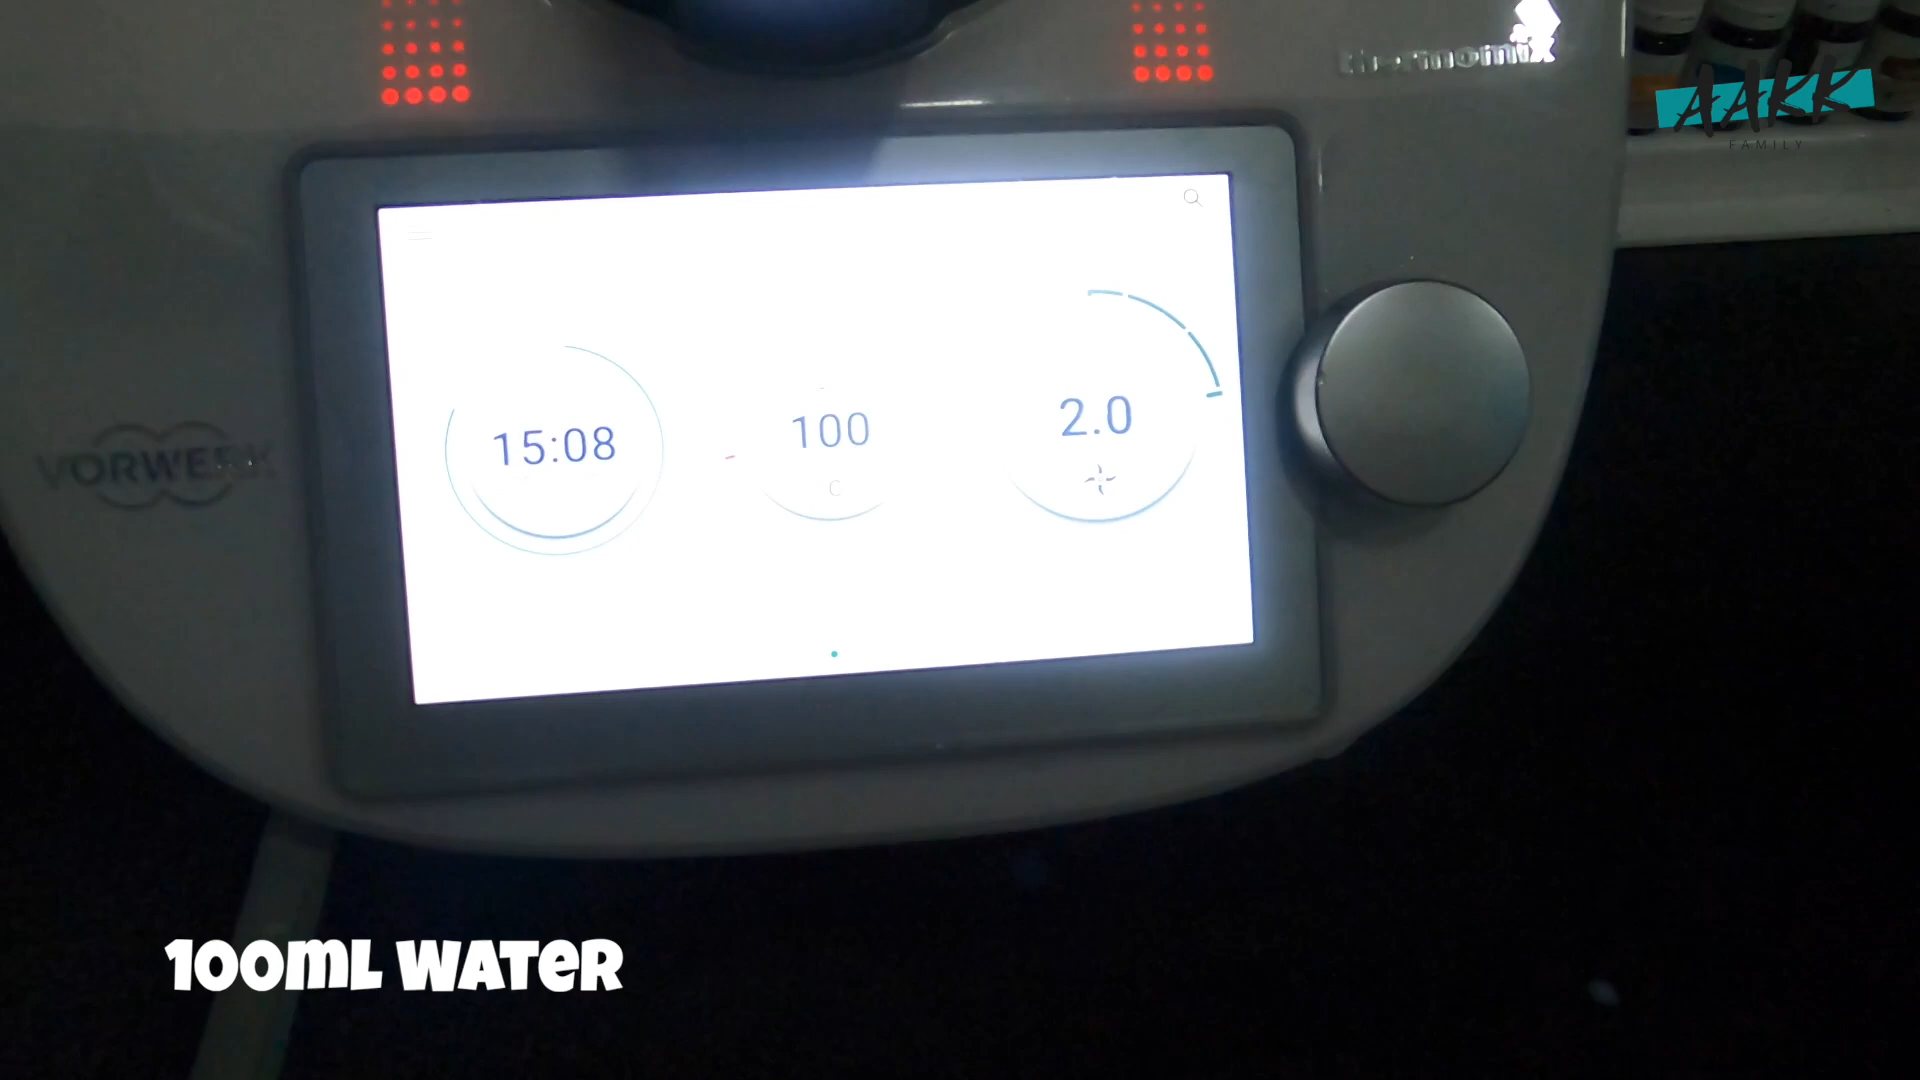 thermomix
AAKK
FAMILY
15:08
100
C
2.0
VORWERK
100mL WATER